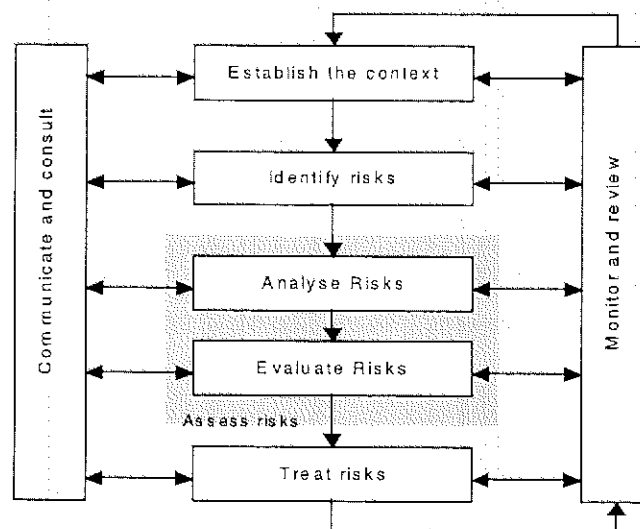 Establish the context
Identify risks
Analyse Risks
Evaluate Risks
Assess risks
Treat risks
Communicate and consult
Monitor and review